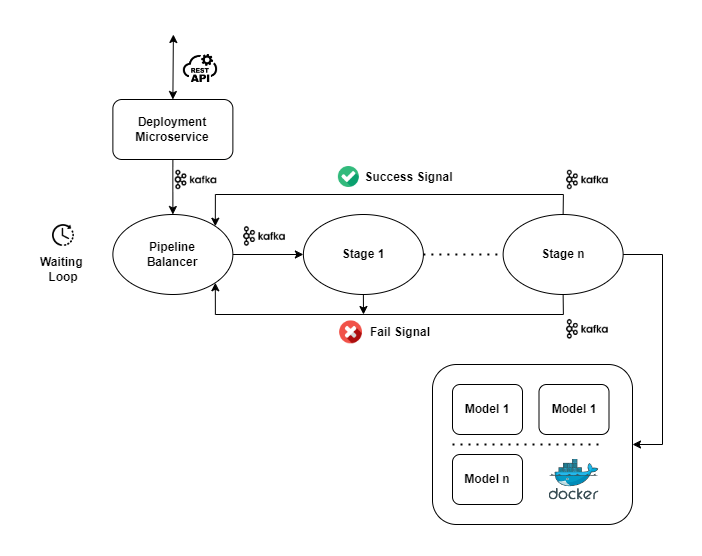 REST
API
Deployment
Microservice
kafka
Success Signal
kafka
Waiting
Loop
Pipeline
Balancer
kafka
Stage 1
Stage n
Fail Signal
kafka
Model 1
Model 1
Model n
docker